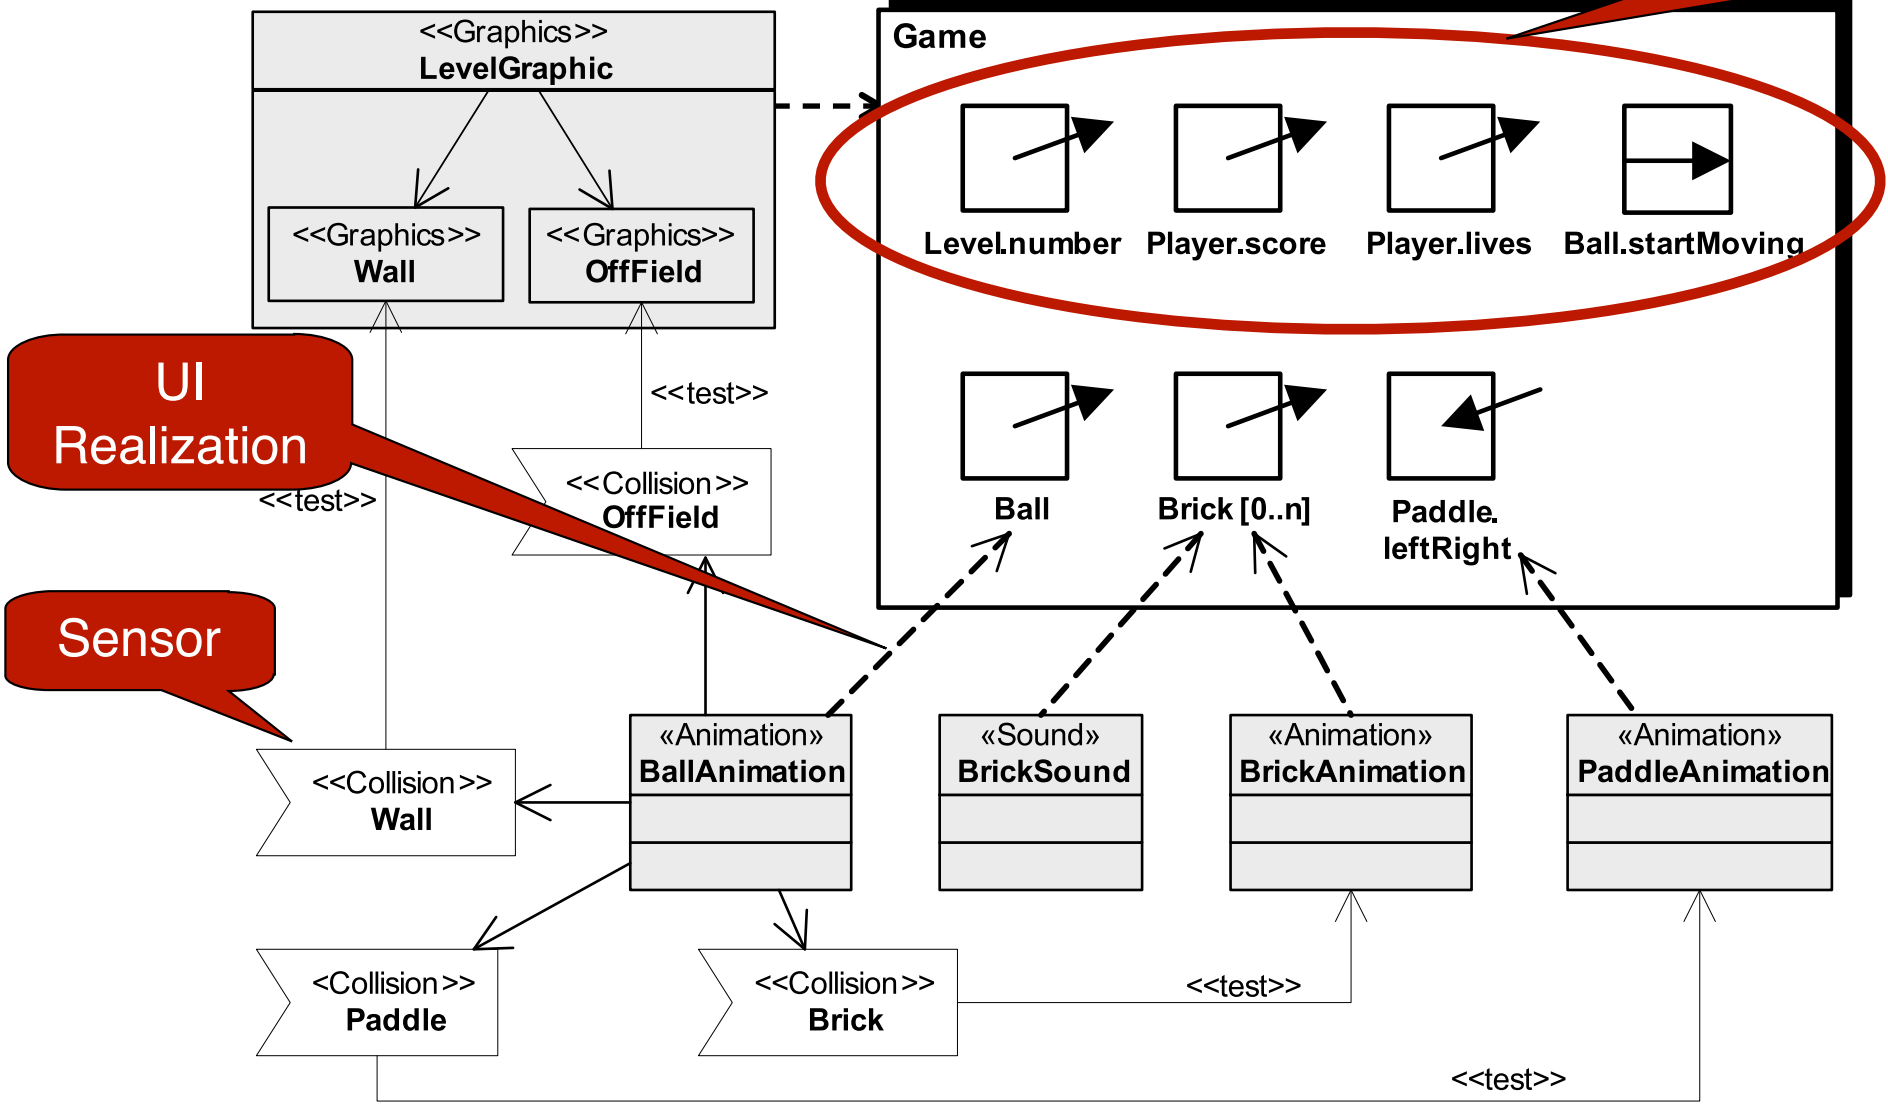 <<Graphics>>
LevelGraphic
<<Graphics>>
Wall
<<Graphics>>
OffField
Game
Level.number
Player.score
Player.lives
Ball.startMoving
Ball
Brick [0..n]
Paddle.
leftRight
UI
Realization
<<test>>
<<test>>
<<Collision>>
OffField
Sensor
<<Collision>>
Wall
«Animation»
BallAnimation
«Sound»
BrickSound
«Animation»
BrickAnimation
«Animation»
PaddleAnimation
<Collision>>
Paddle
<<Collision>>
Brick
<<test>>
<<test>>